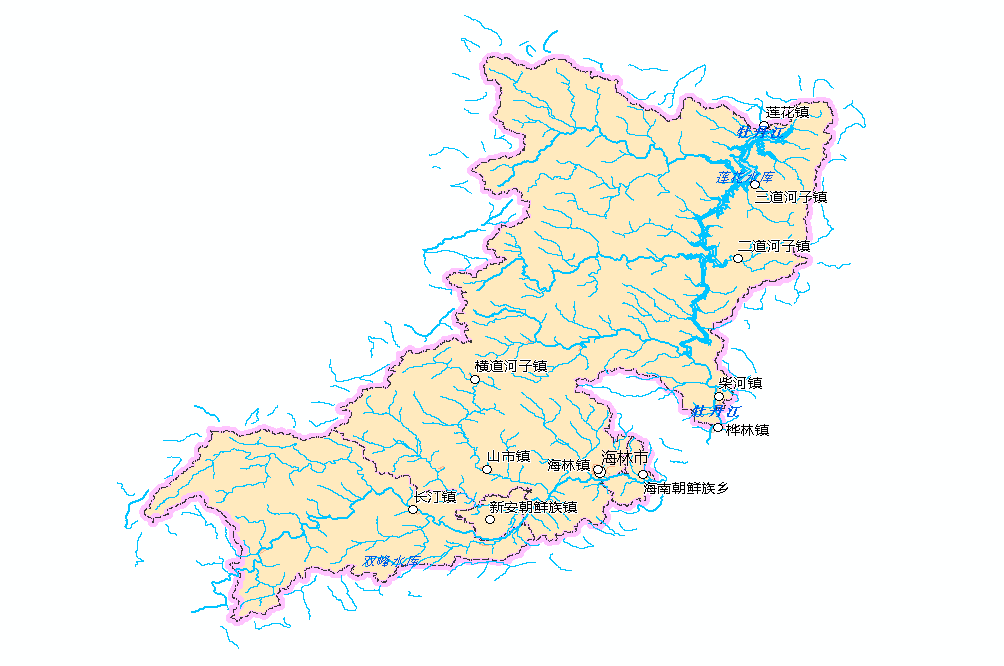 莲花镇
牡丹江
莲花水库
三道河子镇
二道河子镇
横道河子镇
柴河镇
牡丹江
桦林镇
山市镇
海林镇
海林市
海南朝鲜族乡
长汀镇
新安朝鲜族镇
双峰水库